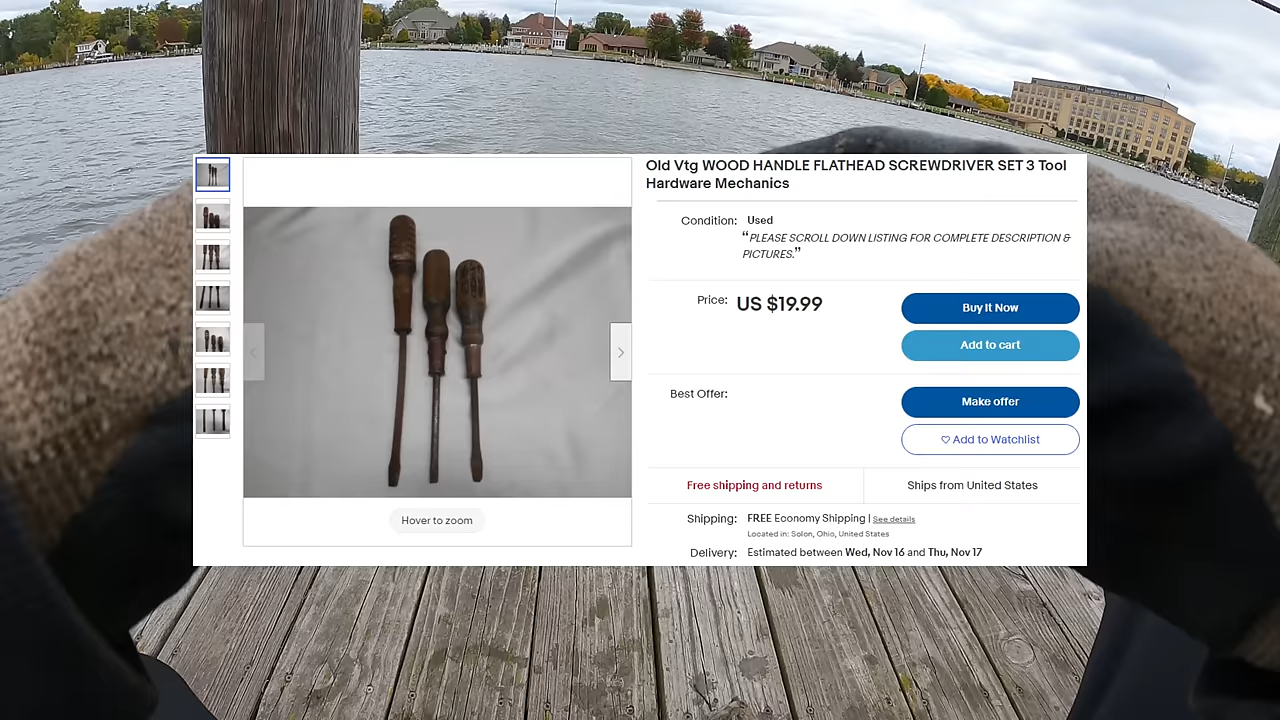 Old Vtg WOOD HANDLE FLATHEAD SCREWDRIVER SET 3 Tool
Hardware Mechanics
Condition: Used
“PLEASE SCROLL DOWN LISTING FOR COMPLETE DESCRIPTION &
PICTURES.”
Price: US $19.99
Buy It Now
Add to cart
Best Offer:
Make offer
Add to Watchlist
Free shipping and returns
Ships from United States
Hover to zoom
Shipping: FREE Economy Shipping | See details
Located in: Solon, Ohio, United States
Delivery: Estimated between Wed, Nov 16 and Thu, Nov 17